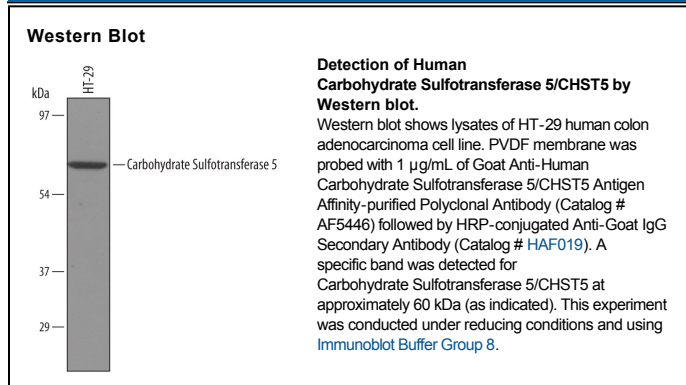 Western Blot
HT-29
kDa
97
Carbohydrate Sulfotransferase 5
54
37
29
Detection of Human
Carbohydrate Sulfotransferase 5/CHST5 by
Western blot.
Western blot shows lysates of HT-29 human colon
adenocarcinoma cell line. PVDF membrane was
probed with 1 µg/mL of Goat Anti-Human
Carbohydrate Sulfotransferase 5/CHST5 Antigen
Affinity-purified Polyclonal Antibody (Catalog #
AF5446) followed by HRP-conjugated Anti-Goat IgG
Secondary Antibody (Catalog # HAF019). A
specific band was detected for
Carbohydrate Sulfotransferase 5/CHST5 at
approximately 60 kDa (as indicated). This experiment
was conducted under reducing conditions and using
Immunoblot Buffer Group 8.